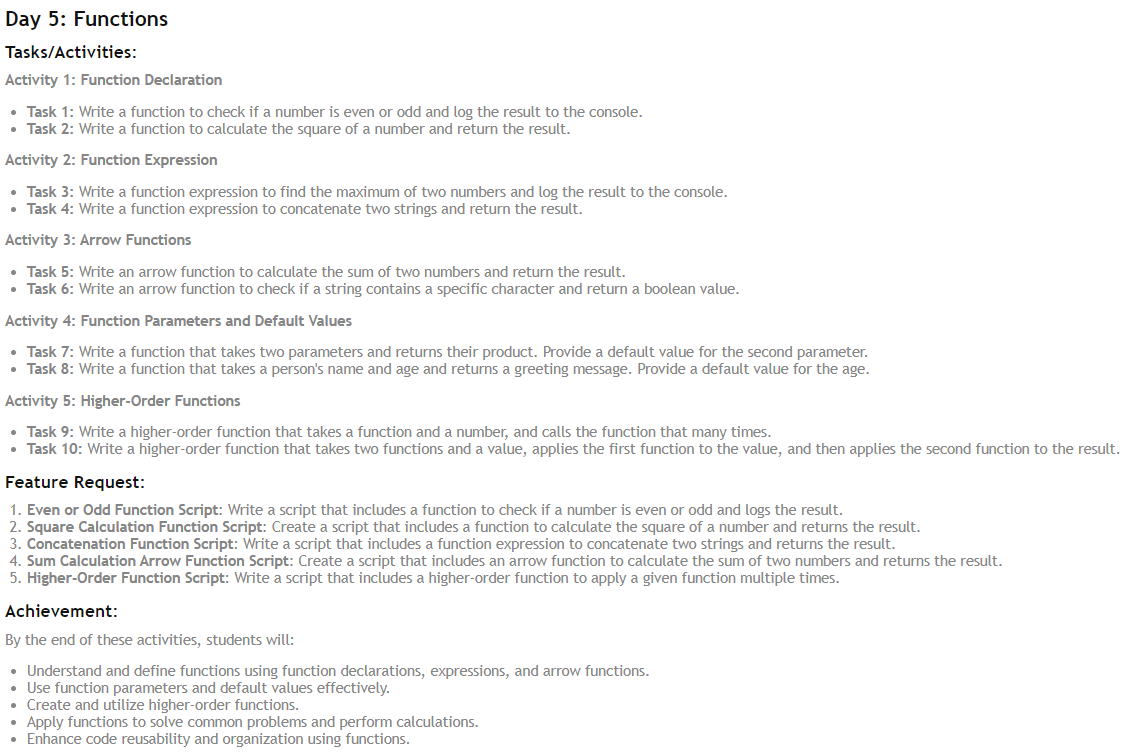 Day 5: Functions
Tasks/Activities:
Activity 1: Function Declaration
• Task 1: Write a function to check if a number is even or odd and log the result to the console.
• Task 2: Write a function to calculate the square of a number and return the result.
Activity 2: Function Expression
• Task 3: Write a function expression to find the maximum of two numbers and log the result to the console.
• Task 4: Write a function expression to concatenate two strings and return the result.
Activity 3: Arrow Functions
• Task 5: Write an arrow function to calculate the sum of two numbers and return the result.
• Task 6: Write an arrow function to check if a string contains a specific character and return a boolean value.
Activity 4: Function Parameters and Default Values
• Task 7: Write a function that takes two parameters and returns their product. Provide a default value for the second parameter.
• Task 8: Write a function that takes a person's name and age and returns a greeting message. Provide a default value for the age.
Activity 5: Higher-Order Functions
• Task 9: Write a higher-order function that takes a function and a number, and calls the function that many times.
• Task 10: Write a higher-order function that takes two functions and a value, applies the first function to the value, and then applies the second function to the result.
Feature Request:
1. Even or Odd Function Script: Write a script that includes a function to check if a number is even or odd and logs the result.
2. Square Calculation Function Script: Create a script that includes a function to calculate the square of a number and returns the result.
3. Concatenation Function Script: Write a script that includes a function expression to concatenate two strings and returns the result.
4. Sum Calculation Arrow Function Script: Create a script that includes an arrow function to calculate the sum of two numbers and returns the result.
5. Higher-Order Function Script: Write a script that includes a higher-order function to apply a given function multiple times.
Achievement:
By the end of these activities, students will:
• Understand and define functions using function declarations, expressions, and arrow functions.
• Use function parameters and default values effectively.
• Create and utilize higher-order functions.
• Apply functions to solve common problems and perform calculations.
• Enhance code reusability and organization using functions.